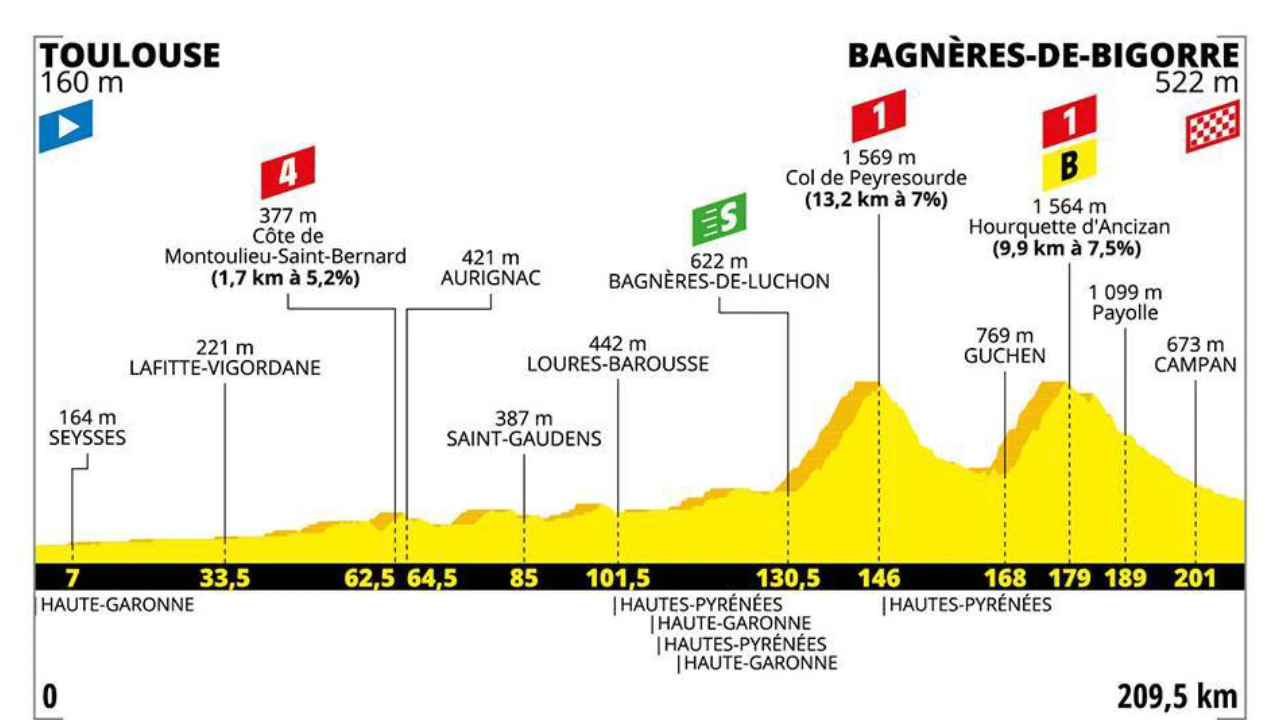 TOULOUSE
160 m
BAGNÈRES-DE-BIGORRE
522 m
4
377 m
Côte de
Montoulieu-Saint-Bernard
(1,7 km à 5,2%)
421 m
AURIGNAC
S
622 m
BAGNÈRES-DE-LUCHON
1
1 569 m
Col de Peyresourde
(13,2 km à 7%)
1
B
1 564 m
Hourquette d'Ancizan
(9,9 km à 7,5%)
1 099 m
Payolle
221 m
LAFITTE-VIGORDANE
442 m
LOURES-BAROUSSE
769 m
GUCHEN
673 m
CAMPAN
164 m
SEYSSES
387 m
SAINT-GAUDENS
7 33,5 62,5 64,5 85 101,5 130,5 146 168 179 189 201
|HAUTE-GARONNE |HAUTES-PYRÉNÉES |HAUTES-PYRÉNÉES
|HAUTE-GARONNE
|HAUTES-PYRÉNÉES
|HAUTE-GARONNE
0 209,5 km